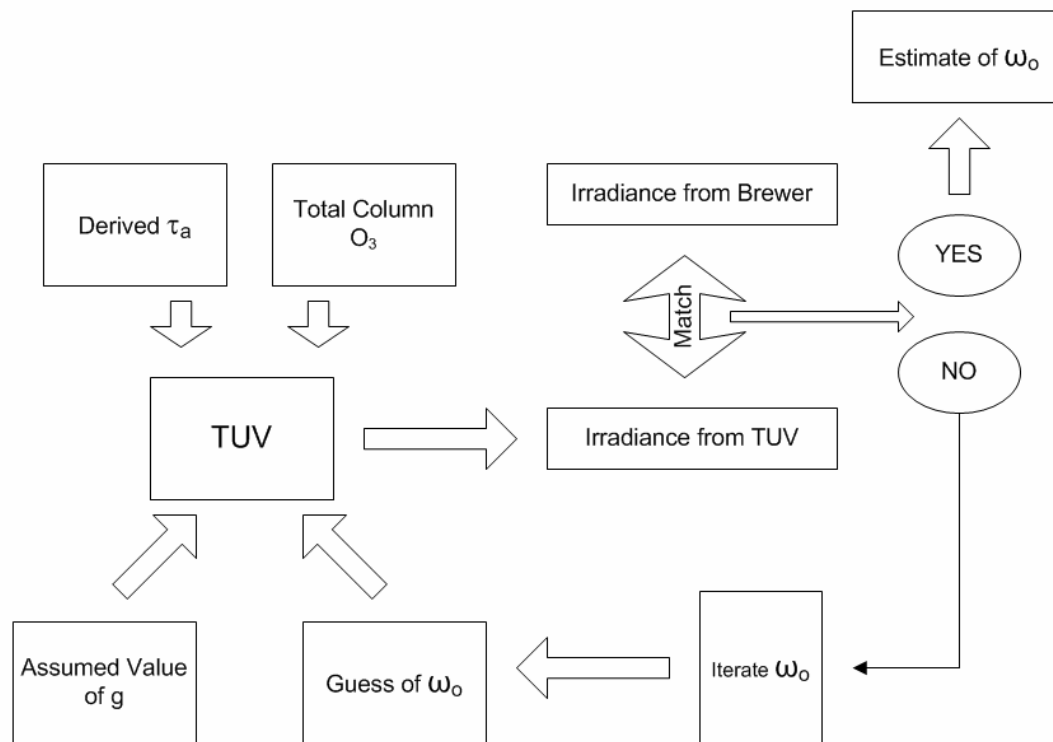 Estimate of ωₒ
Derived τₐ
Total Column
O₃
Irradiance from Brewer
YES
Match
NO
TUV
Irradiance from TUV
Assumed Value
of g
Guess of ωₒ
Iterate ωₒ